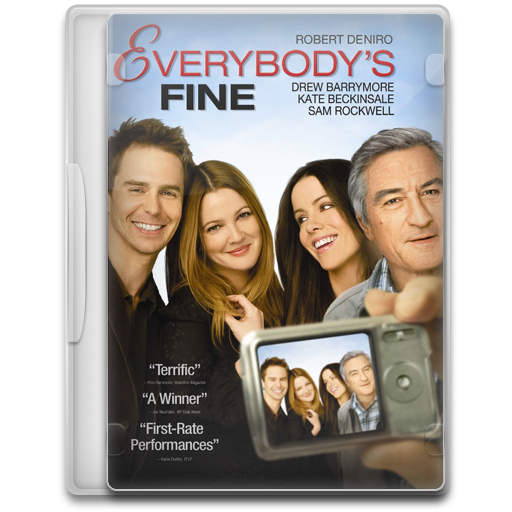 ROBERT DENIRO
EVERYBODY'S
FINE
DREW BARRYMORE
KATE BECKINSALE
SAM ROCKWELL
"Terrific"
"A Winner"
"First-Rate
Performances"